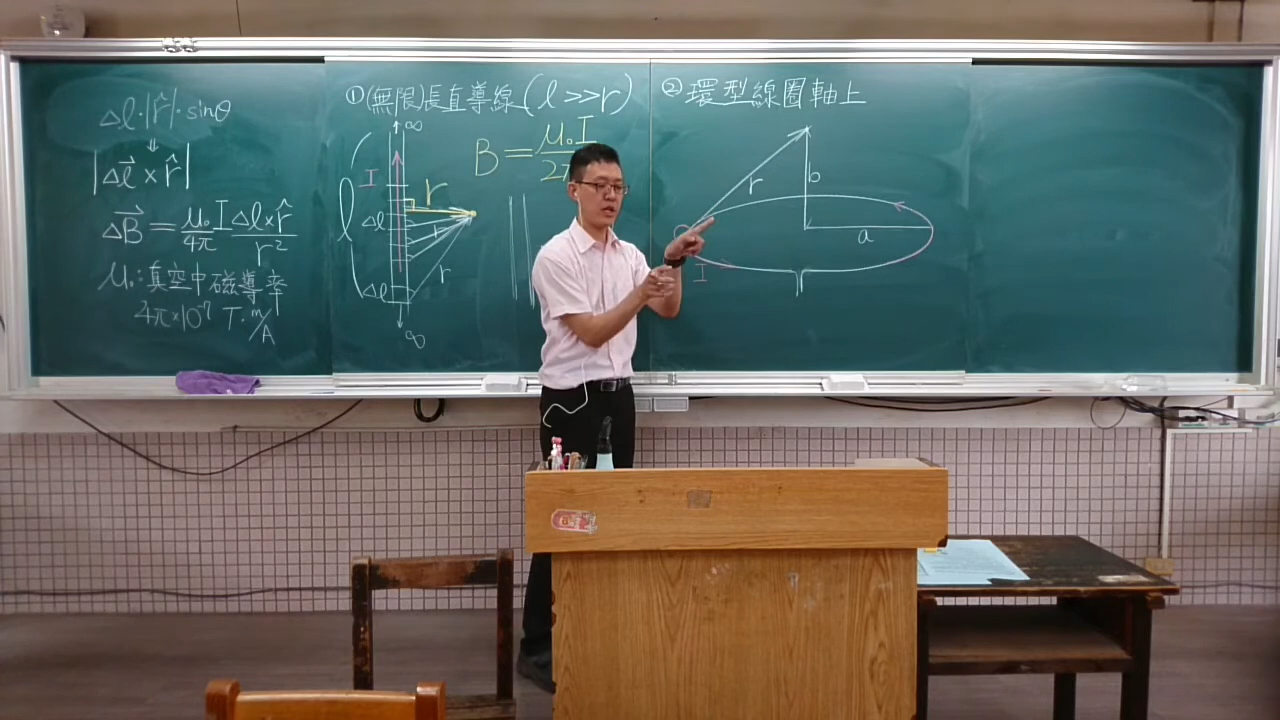 Δl·|r̂|·sinθ
⇓
|Δl⃗ × r̂|
ΔB⃗ = μ₀/4π IΔl×r̂/r²
μ₀:真空中磁導率
4π×10⁻⁷ T·m/A
①(無限)長直導線(l>>r)
∞
I
r
l
Δl
r
r
Δl
∞
B=μ₀I/2π
②環型線圈軸上
r
b
a
I